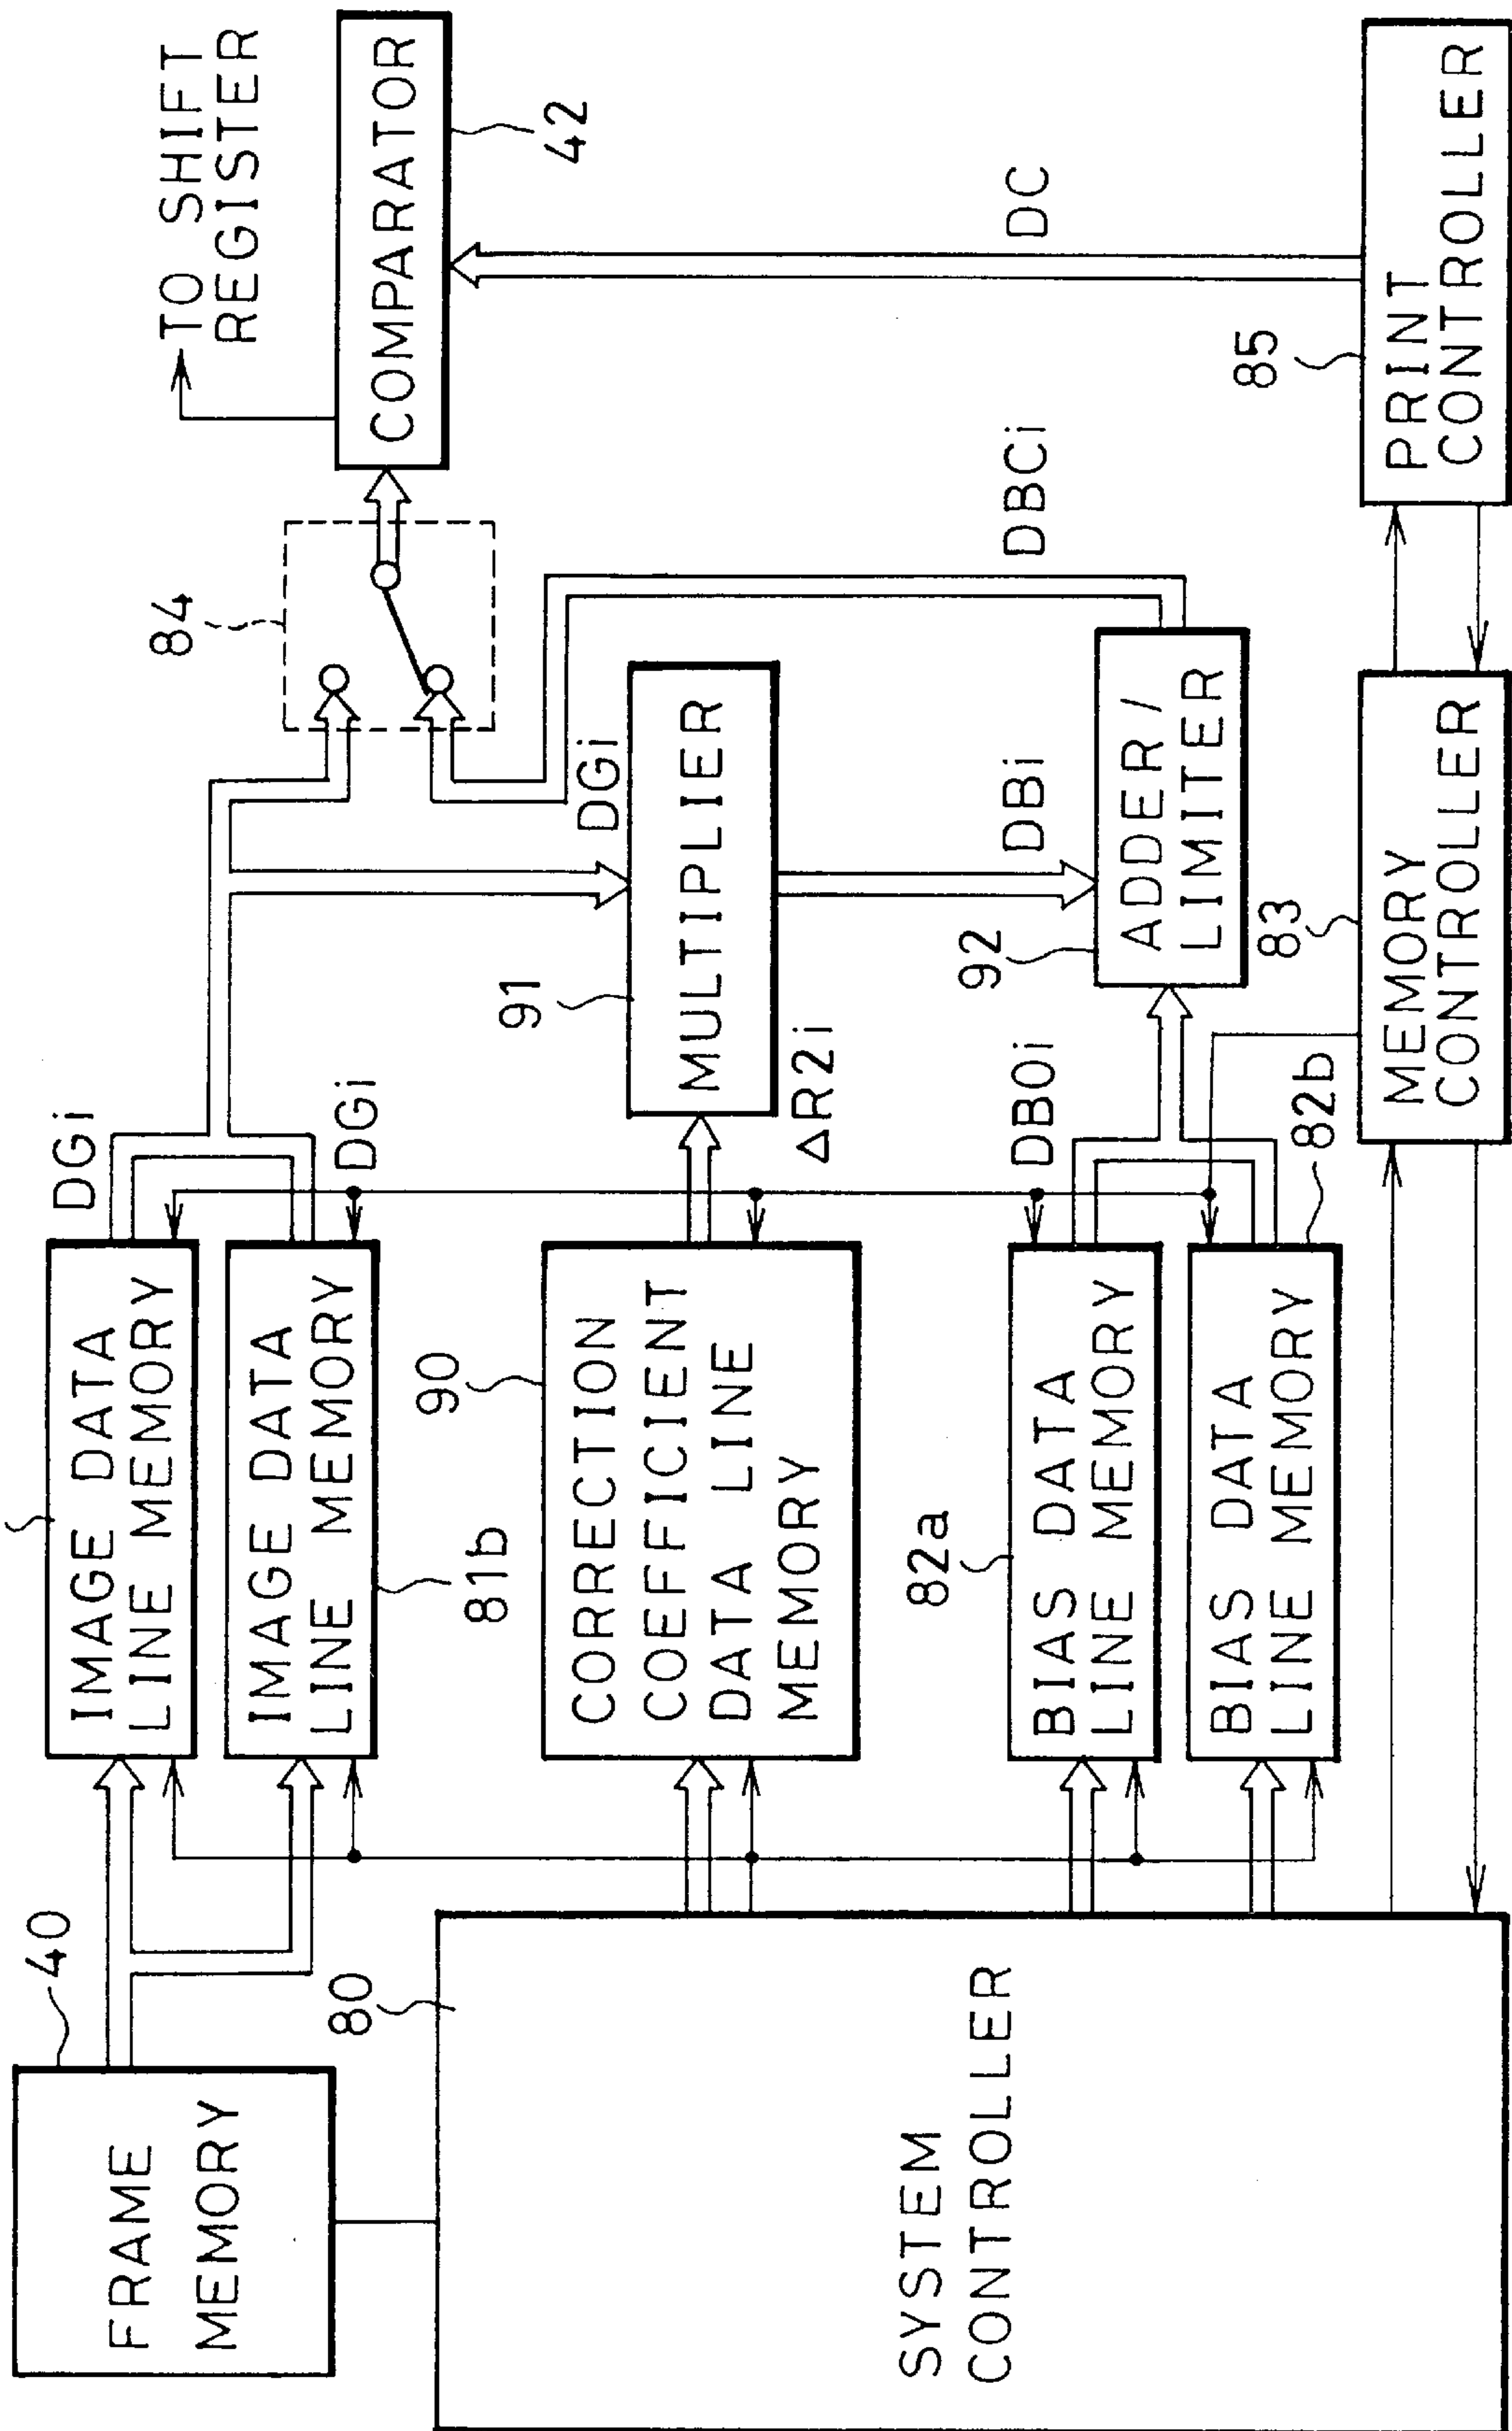 FRAME
MEMORY
40
SYSTEM
CONTROLLER
80
IMAGE DATA
LINE MEMORY
IMAGE DATA
LINE MEMORY
81b
CORRECTION
COEFFICIENT
DATA LINE
MEMORY
90
BIAS DATA
LINE MEMORY
82a
BIAS DATA
LINE MEMORY
82b
DGi
DGi
ΔR2i
DB0i
MULTIPLIER
91
DGi
DBi
ADDER/
LIMITER
92
MEMORY
CONTROLLER
83
84
DBCi
TO SHIFT
REGISTER
COMPARATOR
42
DC
PRINT
CONTROLLER
85